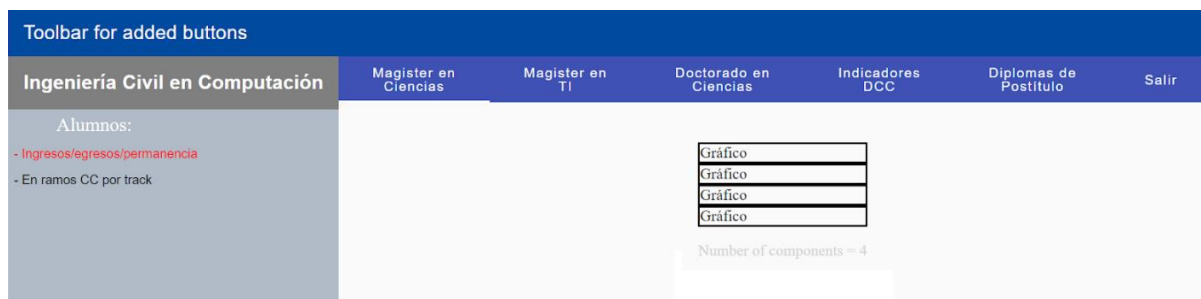 Toolbar for added buttons
Ingeniería Civil en Computación
Magister en
Ciencias
Magister en
TI
Doctorado en
Ciencias
Indicadores
DCC
Diplomas de
Postítulo
Salir
Alumnos:
- Ingresos/egresos/permanencia
- En ramos CC por track
Gráfico
Gráfico
Gráfico
Gráfico
Number of components = 4